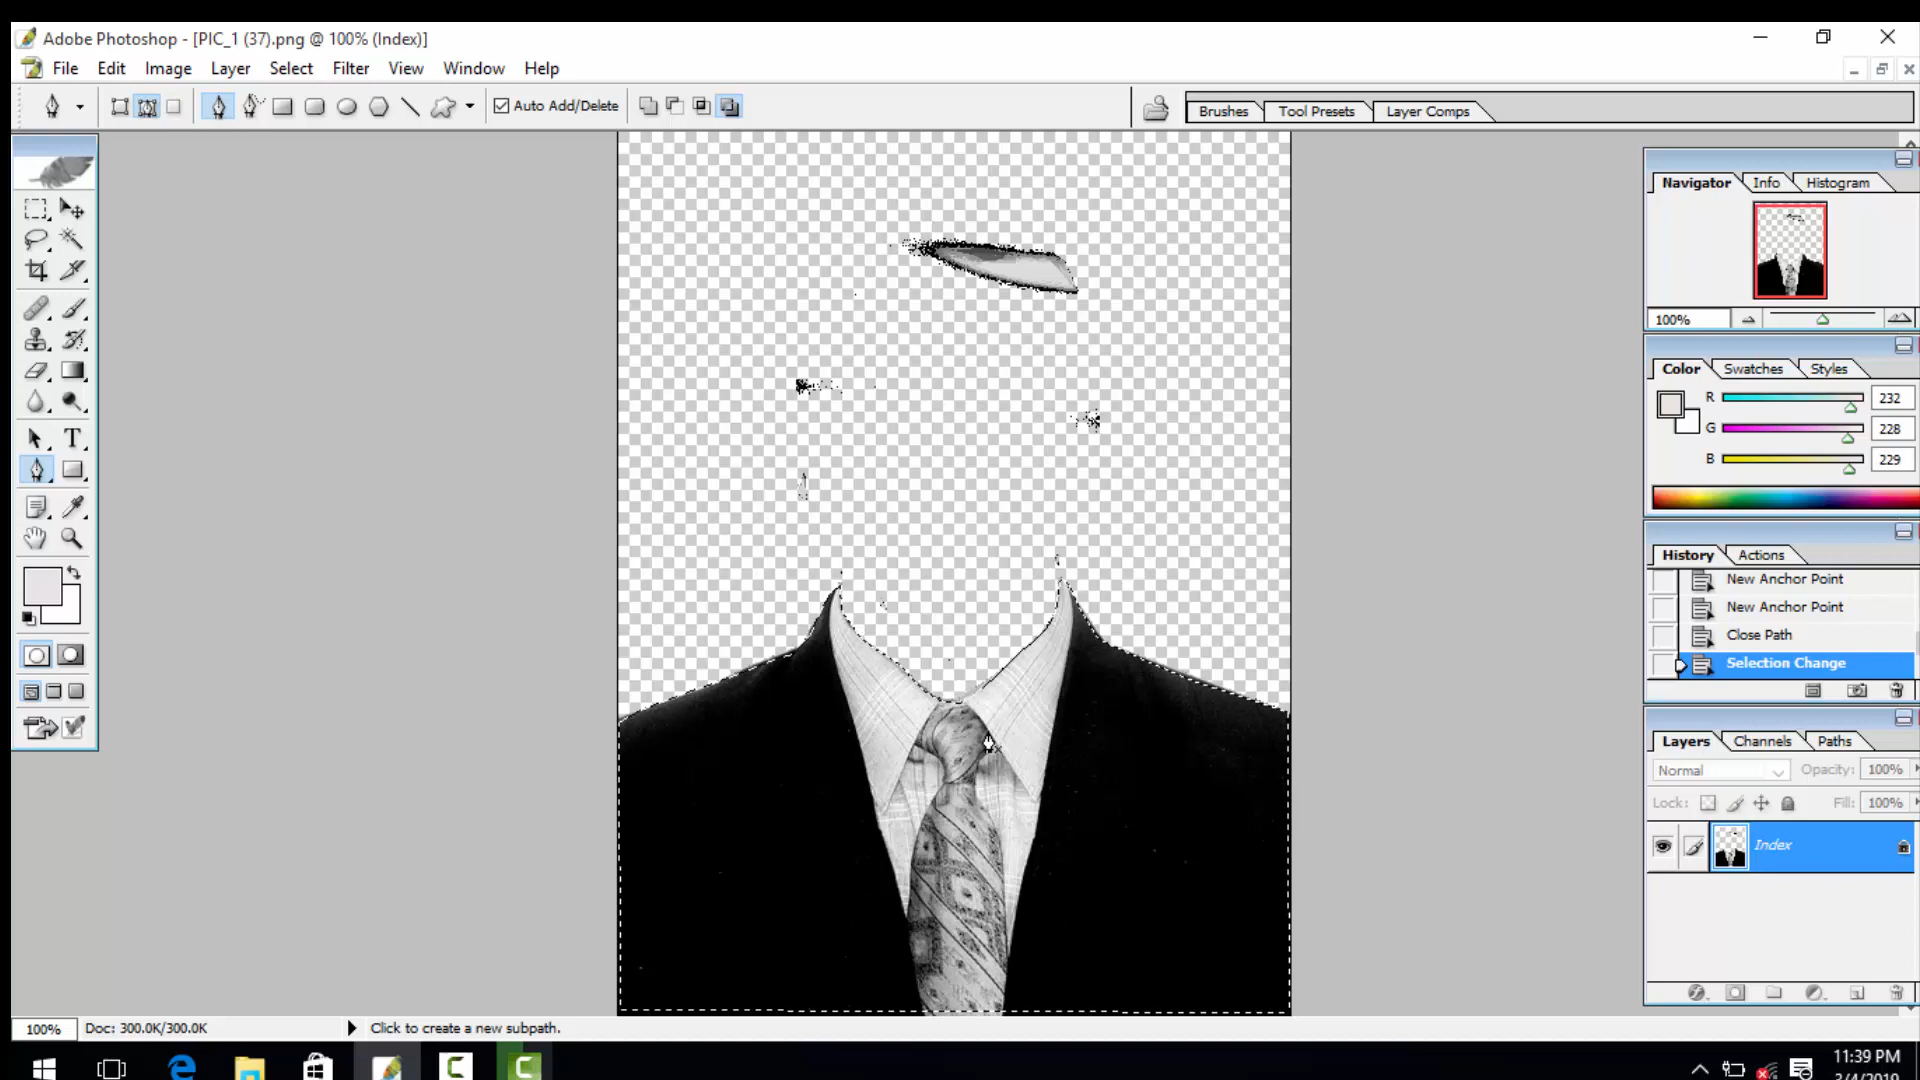 Adobe Photoshop - [PIC_1 (37).png @ 100% (Index)]
File Edit Image Layer Select Filter View Window Help
Auto Add/Delete
Brushes Tool Presets Layer Comps
Navigator Info Histogram
100%
Color Swatches Styles
R 232
G 228
B 229
T
History Actions
New Anchor Point
New Anchor Point
Close Path
Selection Change
Layers Channels Paths
Normal Opacity: 100%
Lock: Fill: 100%
Index
100% Doc: 300.0K/300.0K Click to create a new subpath.
11:39 PM
3/4/2019